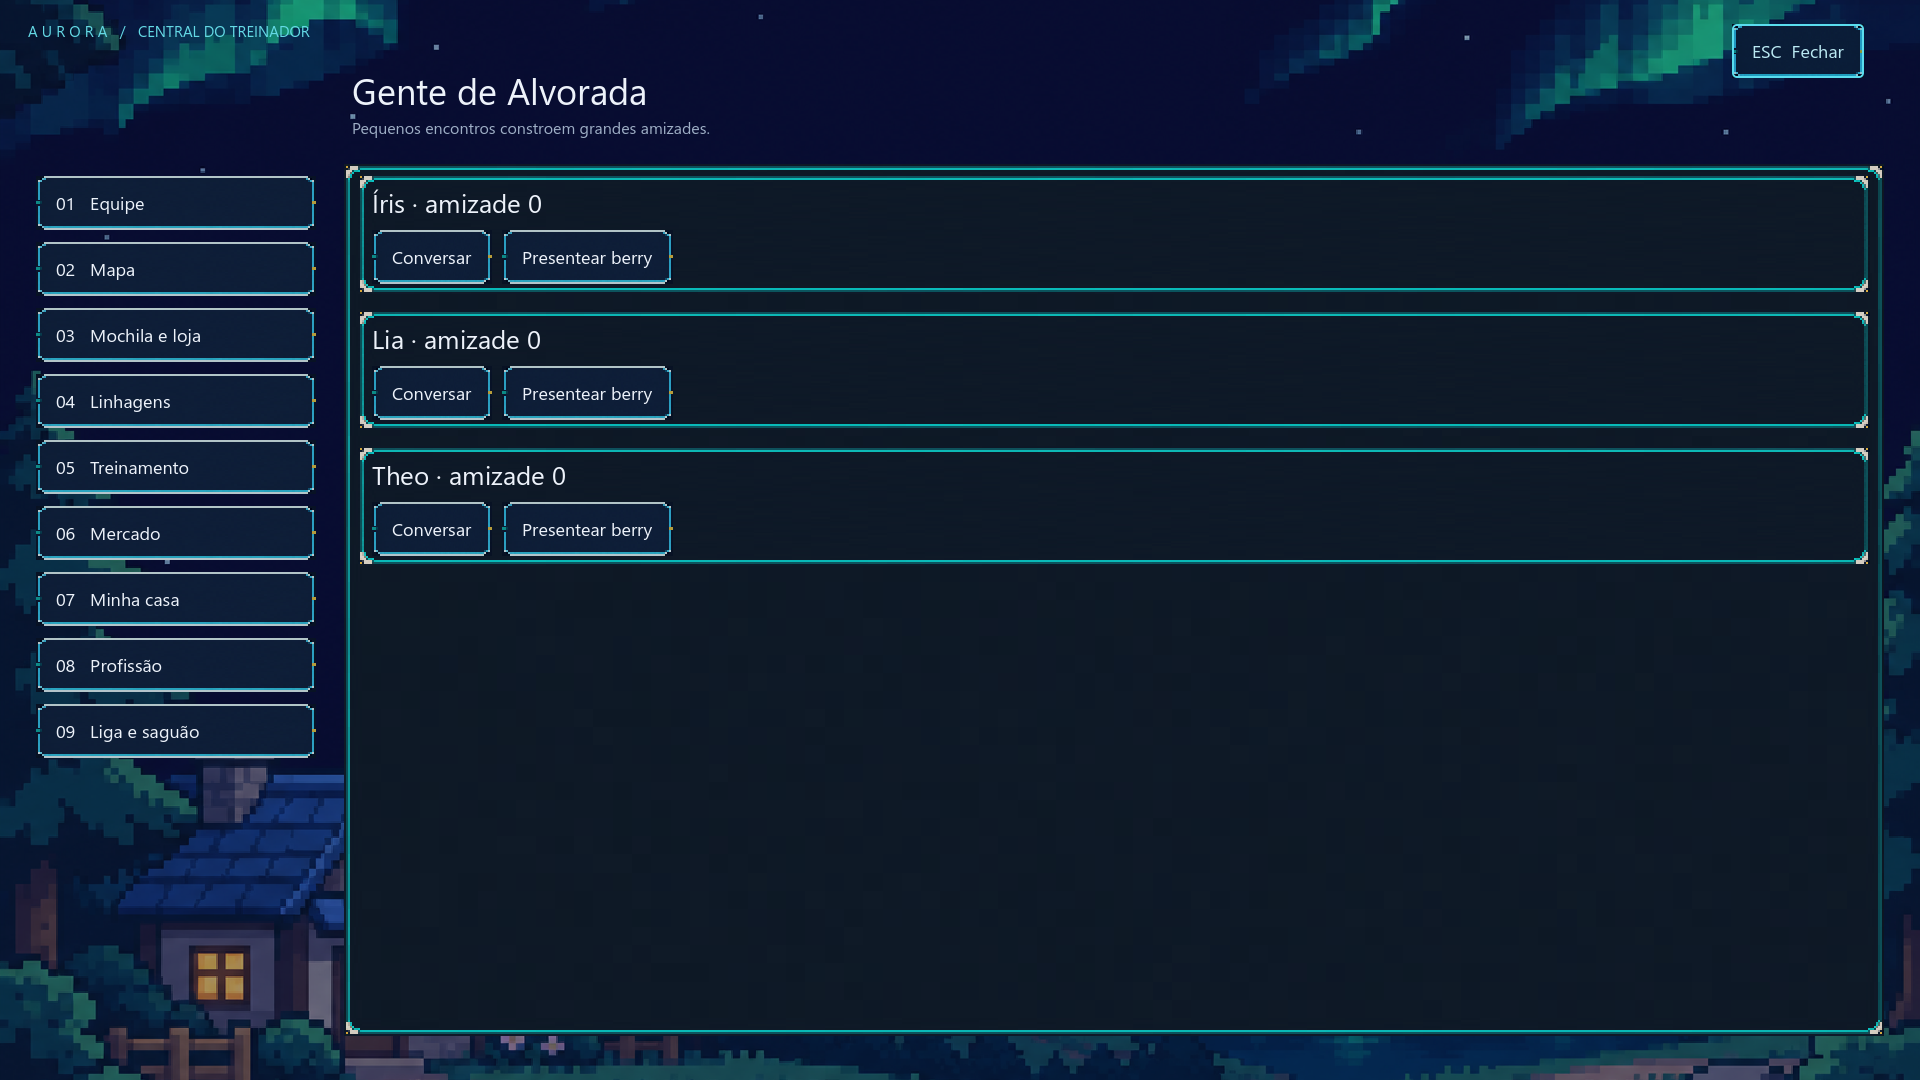 AURORA / CENTRAL DO TREINADOR
ESC Fechar
Gente de Alvorada
Pequenos encontros constroem grandes amizades.
01 Equipe
02 Mapa
03 Mochila e loja
04 Linhagens
05 Treinamento
06 Mercado
07 Minha casa
08 Profissão
09 Liga e saguão
Íris · amizade 0
Conversar Presentear berry
Lia · amizade 0
Conversar Presentear berry
Theo · amizade 0
Conversar Presentear berry